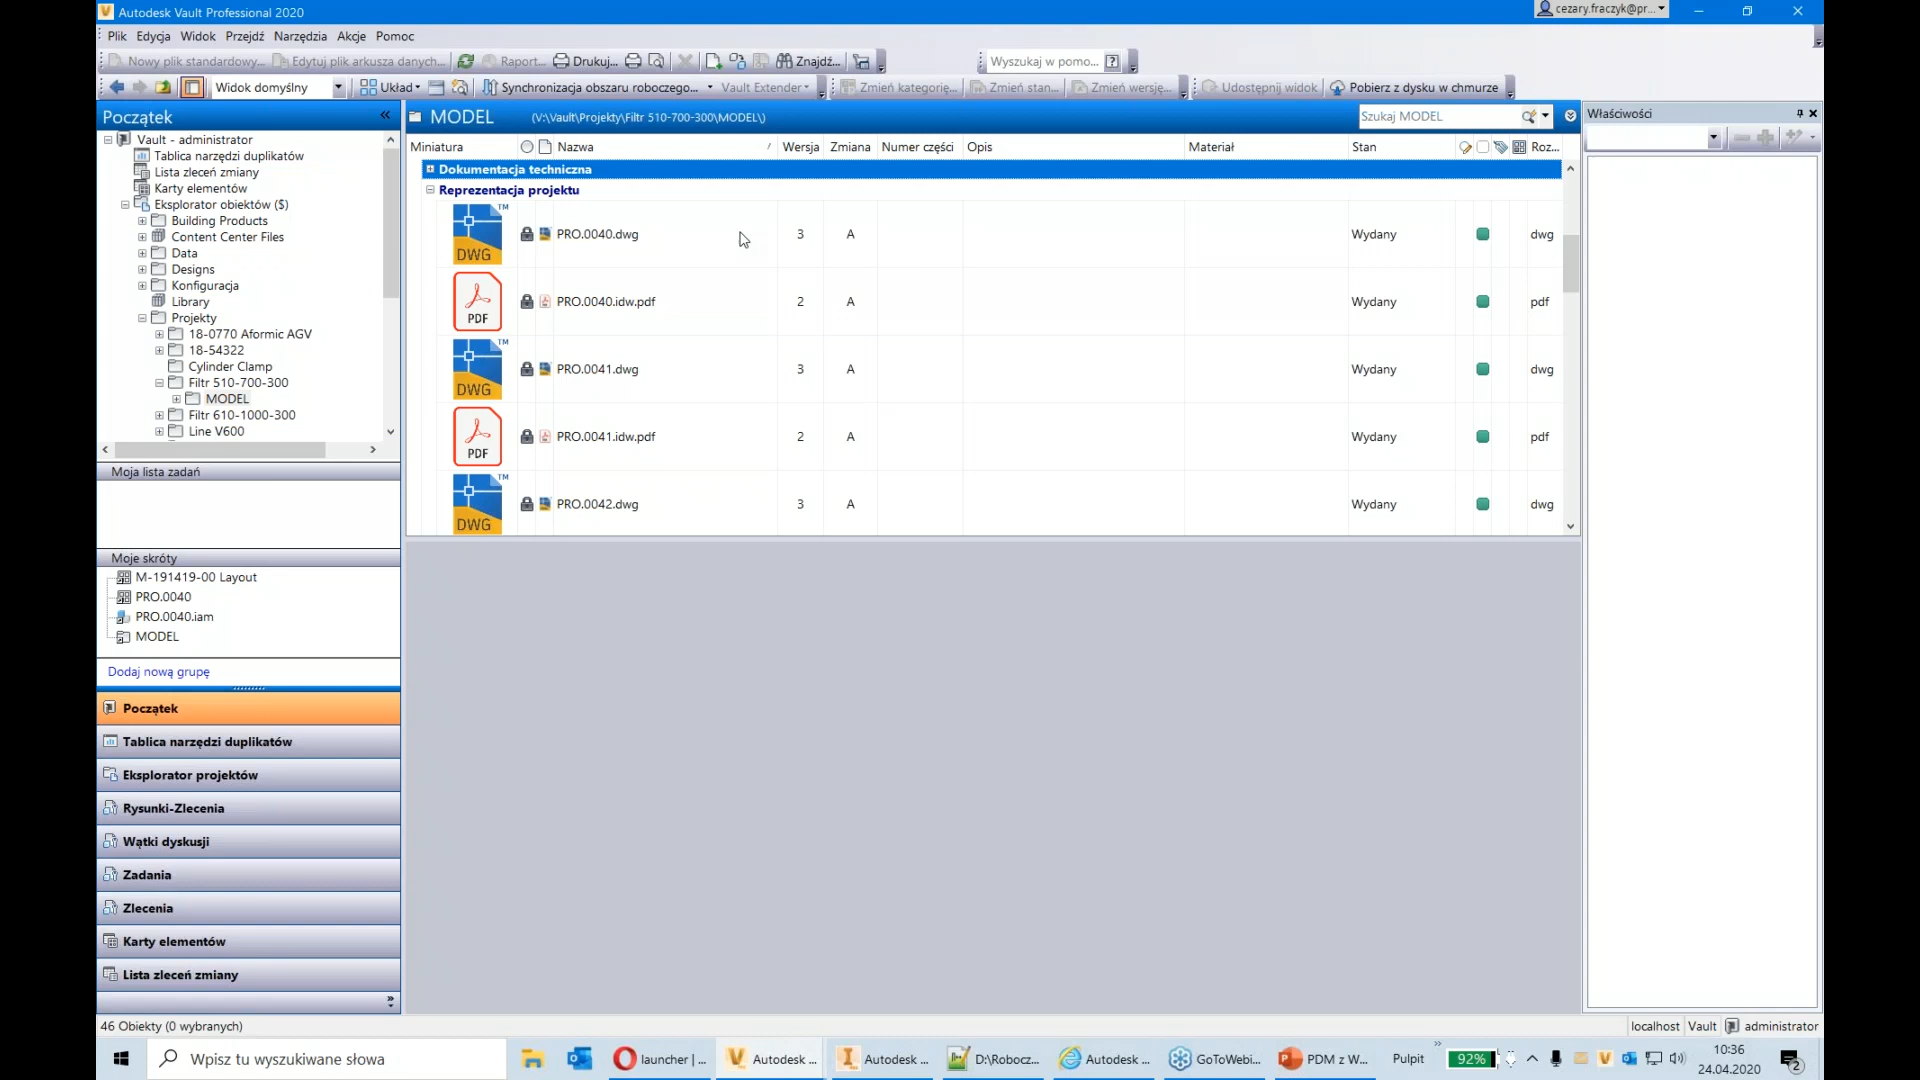 Autodesk Vault Professional 2020
cezary.fraczyk@pr...
Plik Edycja Widok Przejdź Narzędzia Akcje Pomoc
Nowy plik standardowy... Edytuj plik arkusza danych... Raport... Drukuj... Znajdź... Wyszukaj w pomo...
Widok domyślny Układ Synchronizacja obszaru roboczego... Vault Extender Zmień kategorię... Zmień stan... Zmień wersję... Udostępnij widok Pobierz z dysku w chmurze
Początek
Vault - administrator
Tablica narzędzi duplikatów
Lista zleceń zmiany
Karty elementów
Eksplorator obiektów ($)
Building Products
Content Center Files
Data
Designs
Konfiguracja
Library
Projekty
18-0770 Aformic AGV
18-54322
Cylinder Clamp
Filtr 510-700-300
MODEL
Filtr 610-1000-300
Line V600
Moja lista zadań
Moje skróty
M-191419-00 Layout
PRO.0040
PRO.0040.iam
MODEL
Dodaj nową grupę
Początek
Tablica narzędzi duplikatów
Eksplorator projektów
Rysunki-Zlecenia
Wątki dyskusji
Zadania
Zlecenia
Karty elementów
Lista zleceń zmiany
MODEL (V:\Vault\Projekty\Filtr 510-700-300\MODEL\) Szukaj MODEL
Miniatura Nazwa Wersja Zmiana Numer części Opis Materiał Stan Roz...
Dokumentacja techniczna
Reprezentacja projektu
DWG TM PRO.0040.dwg 3 A Wydany dwg
PDF PRO.0040.idw.pdf 2 A Wydany pdf
DWG TM PRO.0041.dwg 3 A Wydany dwg
PDF PRO.0041.idw.pdf 2 A Wydany pdf
DWG TM PRO.0042.dwg 3 A Wydany dwg
Właściwości
46 Obiekty (0 wybranych)
localhost Vault administrator
Wpisz tu wyszukiwane słowa
launcher | ... Autodesk ... Autodesk ... D:\Robocz... Autodesk ... GoToWebi... PDM z W... Pulpit 92%
10:36
24.04.2020
2